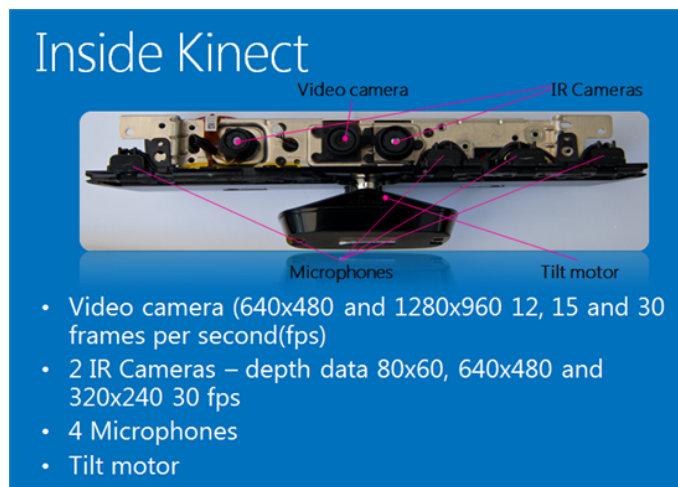 Inside Kinect
Video camera
IR Cameras
Microphones
Tilt motor
• Video camera (640x480 and 1280x960 12, 15 and 30
frames per second(fps)
• 2 IR Cameras – depth data 80x60, 640x480 and
320x240 30 fps
• 4 Microphones
• Tilt motor